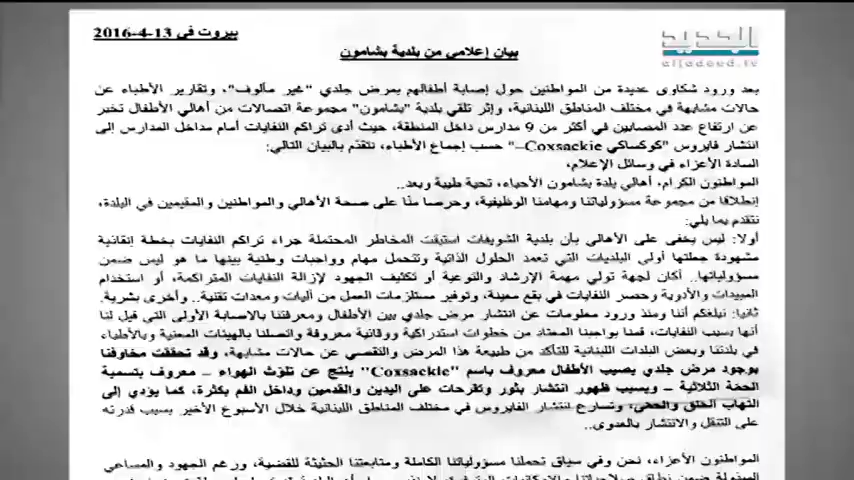 بيروت في 13-4-2016
الجديد
aljadeed.tv
بيان إعلامي من بلدية بشامون
بعد ورود شكاوى عديدة من المواطنين حول إصابة أطفالهم بمرض جلدي "غير مألوف"، وتقارير الأطباء عن
حالات مشابهة في مختلف المناطق اللبنانية، وإثر تلقي بلدية "بشامون" مجموعة اتصالات من أهالي الأطفال تخبر
عن ارتفاع عدد المصابين في أكثر من 9 مدارس داخل المنطقة، حيث أدى تراكم النفايات أمام مداخل المدارس إلى
انتشار فايروس "كوكساكي Coxsackie–" حسب إجماع الأطباء، نتقدّم بالبيان التالي:
السادة الأعزاء في وسائل الإعلام،
المواطنون الكرام، أهالي بلدة بشامون الأحباء، تحية طيبة وبعد..
إنطلاقا من مجموعة مسؤولياتنا ومهامنا الوظيفية، وحرصا منّا على صحة الأهالي والمواطنين والمقيمين في البلدة،
نتقدم بما يلي:
أولا: ليس يخفى على الأهالي بأن بلدية الشويفات استبقت المخاطر المحتملة جراء تراكم النفايات بخطة إنقاذية
مشهودة جعلتها أولى البلديات التي تعمد الحلول الذاتية وتتحمل مهام وواجبات وطنية بينها ما هو ليس ضمن
مسؤولياتها.. أكان لجهة تولي مهمة الإرشاد والتوعية أو تكثيف الجهود لإزالة النفايات المتراكمة، أو استخدام
المبيدات والأدوية وحصر النفايات في بقع معينة، وتوفير مستلزمات العمل من آليات ومعدات تقنية.. وأخرى بشرية.
ثانيا: نبلغكم أننا ومنذ ورود معلومات عن انتشار مرض جلدي بين الأطفال ومعرفتنا بالاصابة الأولى التي قيل لنا
أنها بسبب النفايات، قمنا بواجبنا المعتاد من خطوات استدراكية ووقائية معروفة واتصلنا بالهيئات المعنية وبالأطباء
في بلدتنا وبعض البلدات اللبنانية للتأكد من طبيعة هذا المرض والتقصي عن حالات مشابهة، وقد تحققت مخاوفنا
بوجود مرض جلدي يصيب الأطفال معروف باسم "Coxsackie" ينتج عن تلوّث الهواء – معروف بتسمية
الحمّة الثلاثية – ويسبب ظهور انتشار بثور وتقرحات على اليدين والقدمين وداخل الفم بكثرة، كما يؤدي إلى
التهاب الحلق والحمى، وتسارع انتشار الفايروس في مختلف المناطق اللبنانية خلال الأسبوع الأخير بسبب قدرته
على التنقل والانتشار بالعدوى..
المواطنون الأعزاء، نحن وفي سياق تحملنا مسؤولياتنا الكاملة ومتابعتنا الحثيثة للقضية، ورغم الجهود والمساعي